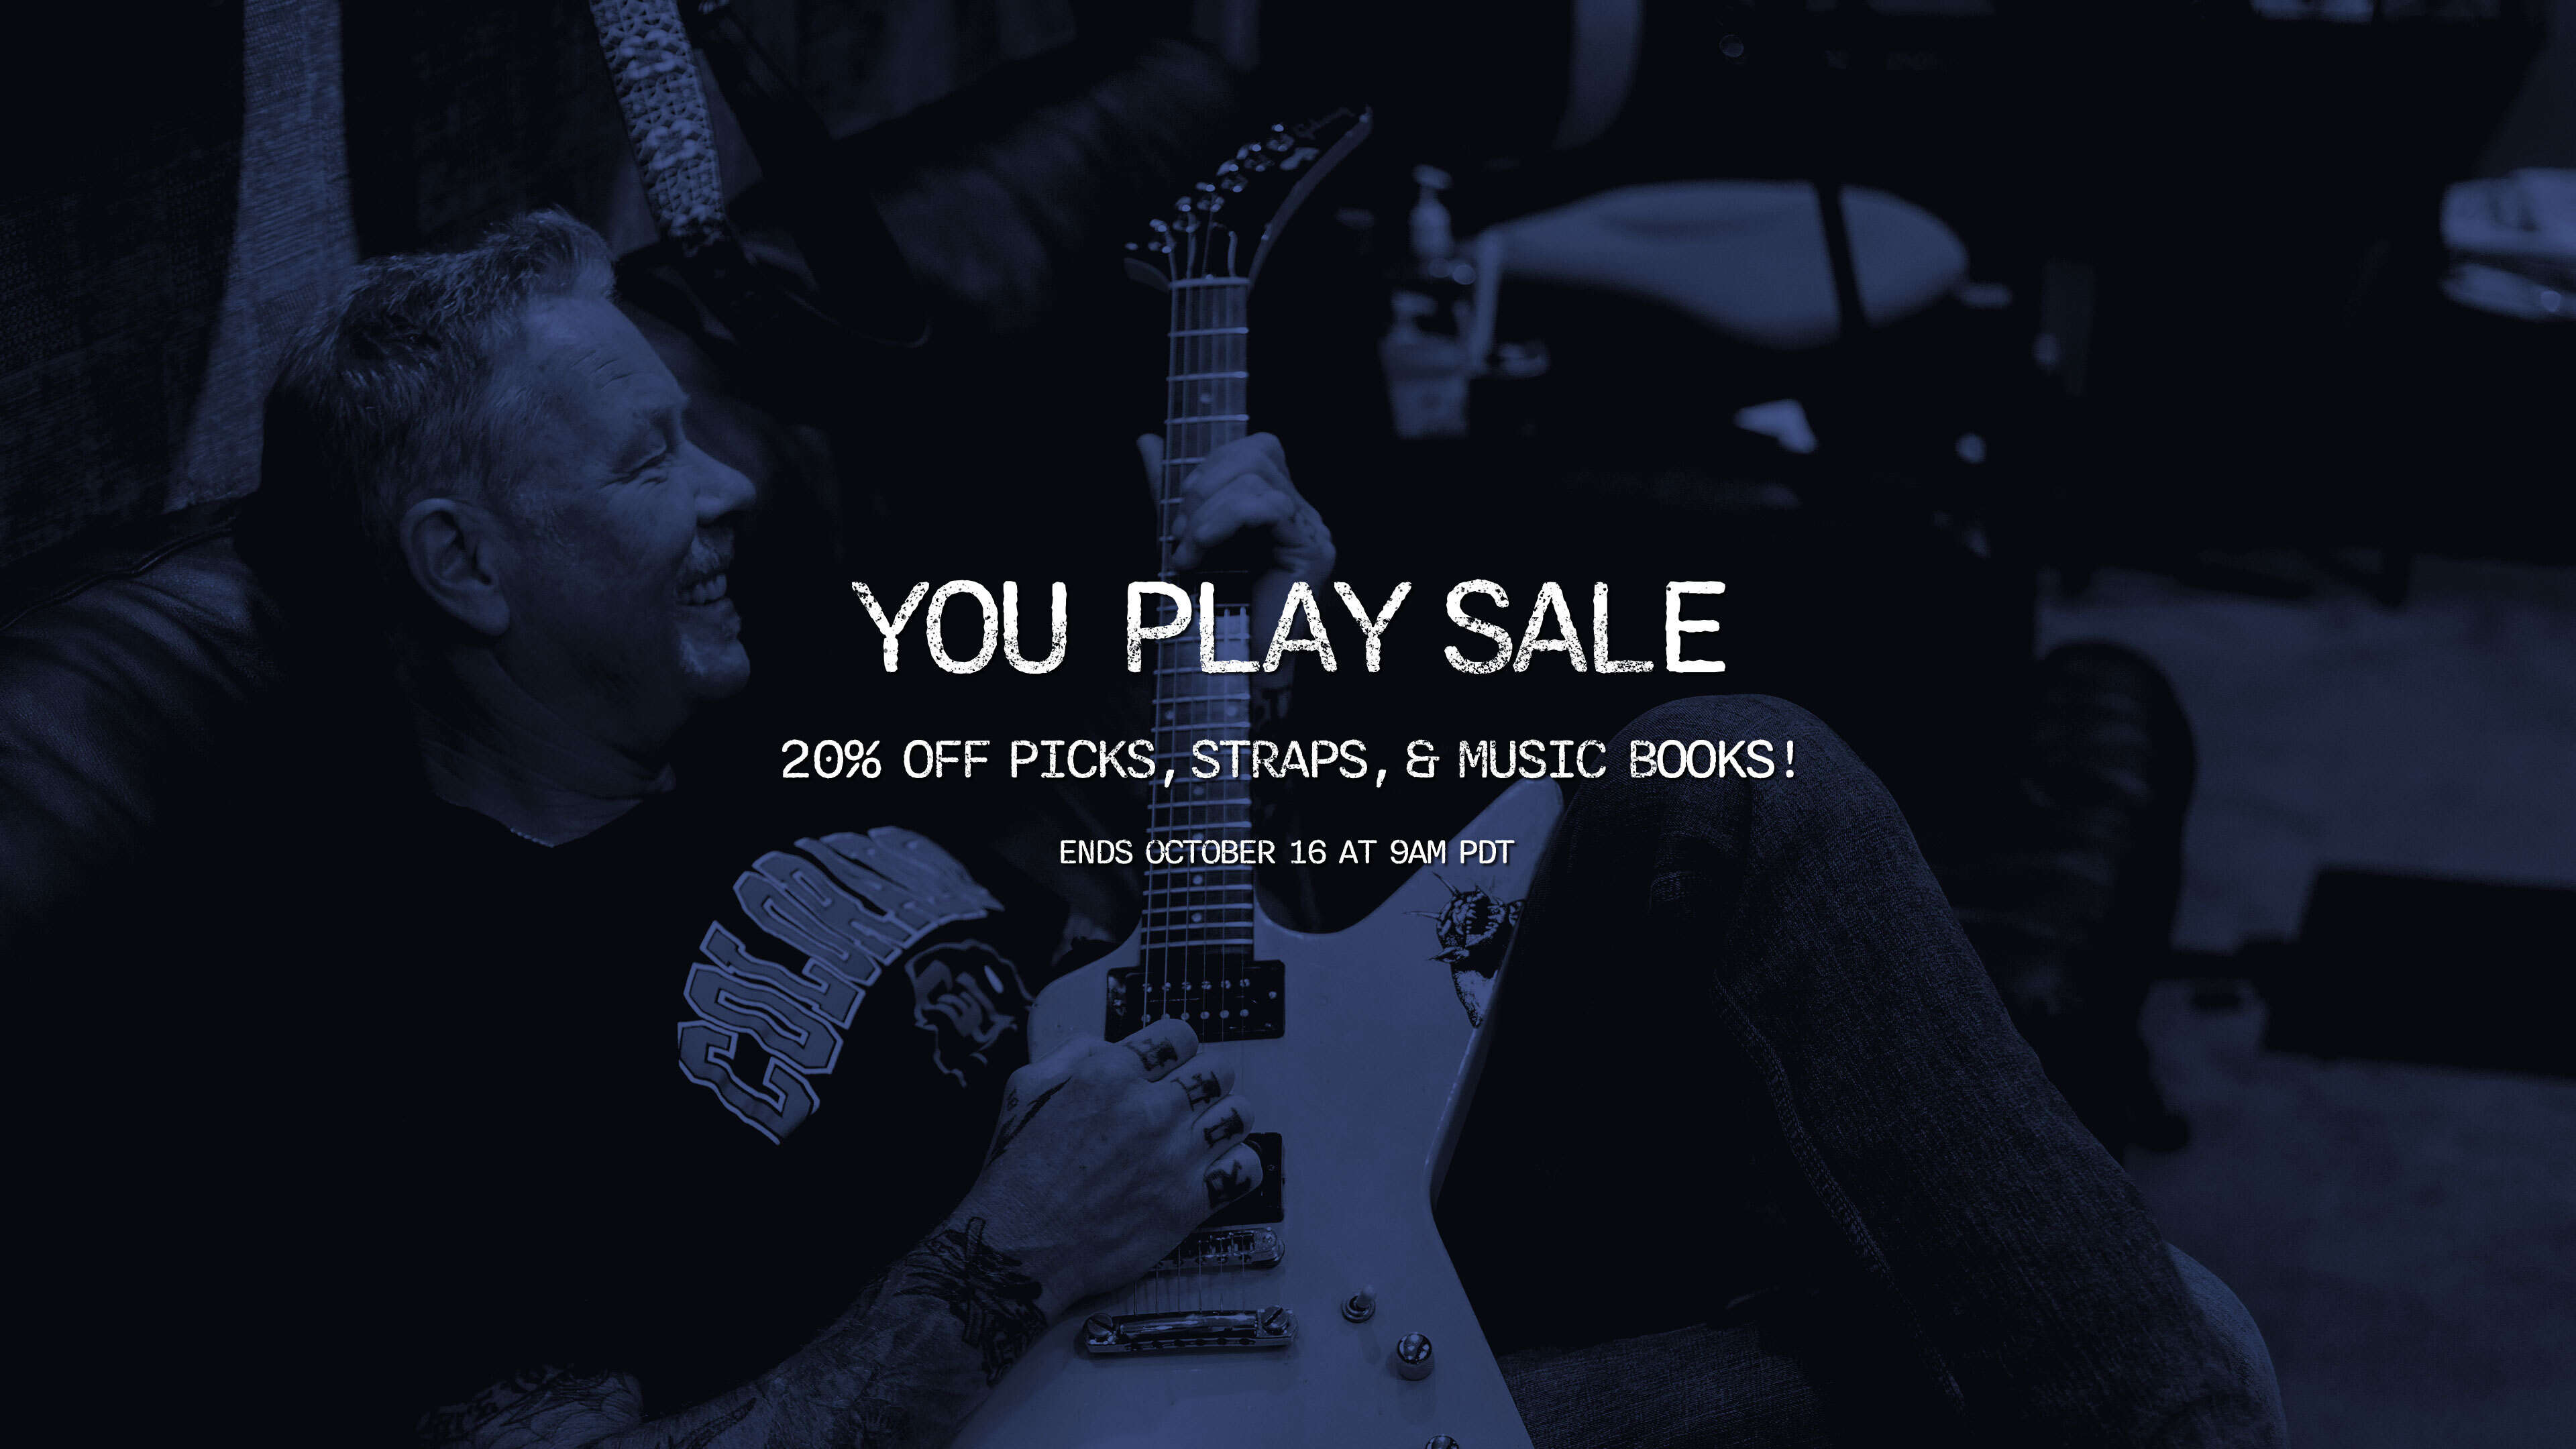 YOU PLAY SALE
20% OFF PICKS, STRAPS, & MUSIC BOOKS!
ENDS OCTOBER 16 AT 9AM PDT